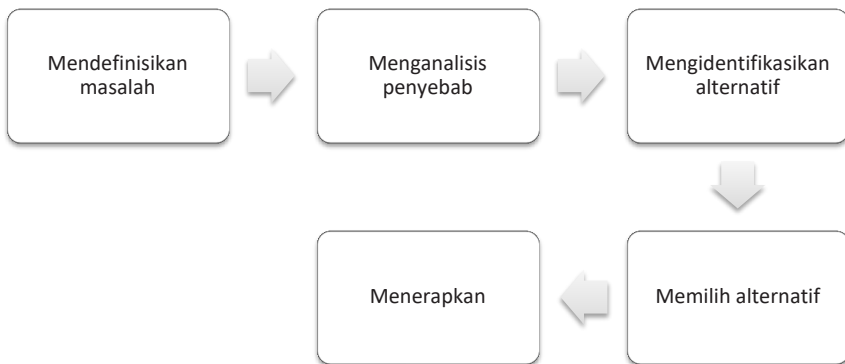 Mendefinisikan
masalah
Menganalisis
penyebab
Mengidentifikasikan
alternatif
Memilih alternatif
Menerapkan